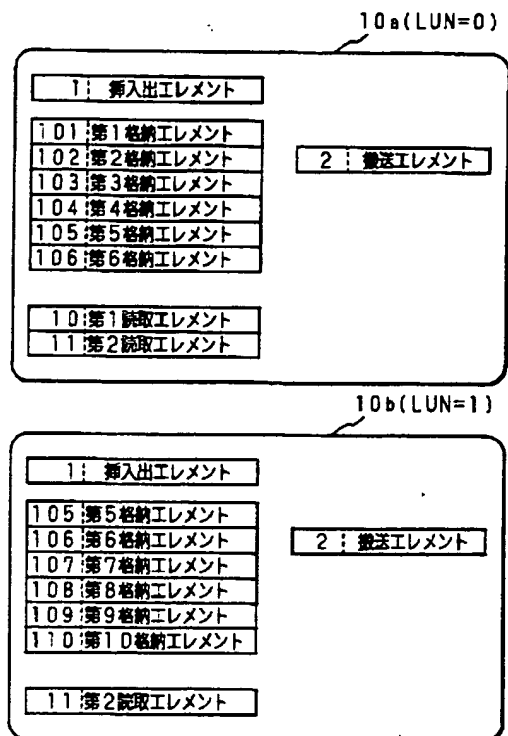 10a(LUN=0)
1 挿入出エレメント
101 第1格納エレメント
102 第2格納エレメント
103 第3格納エレメント
104 第4格納エレメント
105 第5格納エレメント
106 第6格納エレメント
2 搬送エレメント
10 第1読取エレメント
11 第2読取エレメント
10b(LUN=1)
1 挿入出エレメント
105 第5格納エレメント
106 第6格納エレメント
107 第7格納エレメント
108 第8格納エレメント
109 第9格納エレメント
110 第10格納エレメント
2 搬送エレメント
11 第2読取エレメント